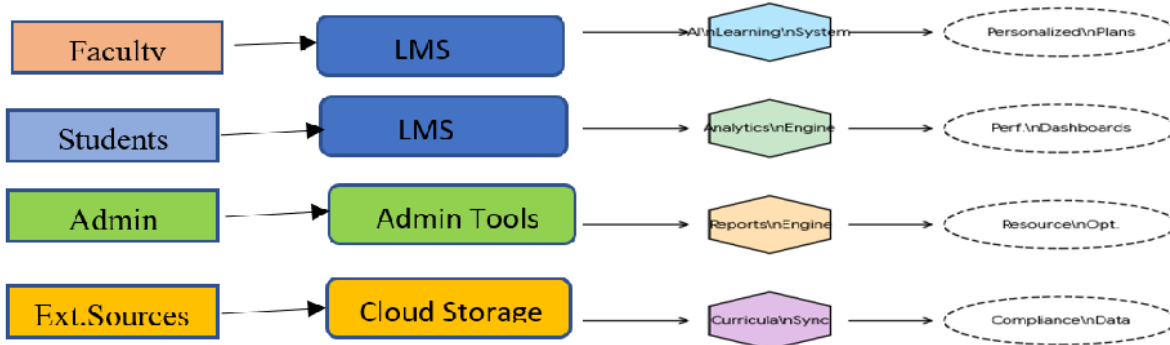 Faculty
LMS
AI\nLearning\nSystem
Personalized\nPlans
Students
LMS
Analytics\nEngine
Perf.\nDashboards
Admin
Admin Tools
Reports\nEngine
Resource\nOpt.
Ext.Sources
Cloud Storage
Curricula\nSync
Compliance\nData